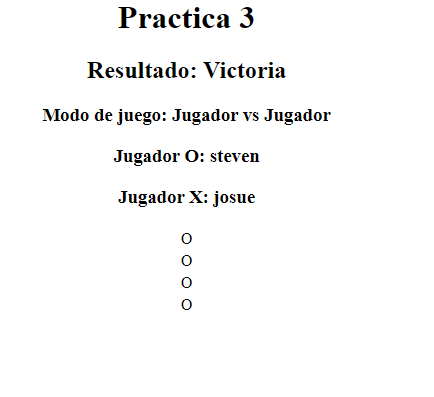 Practica 3
Resultado: Victoria
Modo de juego: Jugador vs Jugador
Jugador O: steven
Jugador X: josue
O
O
O
O